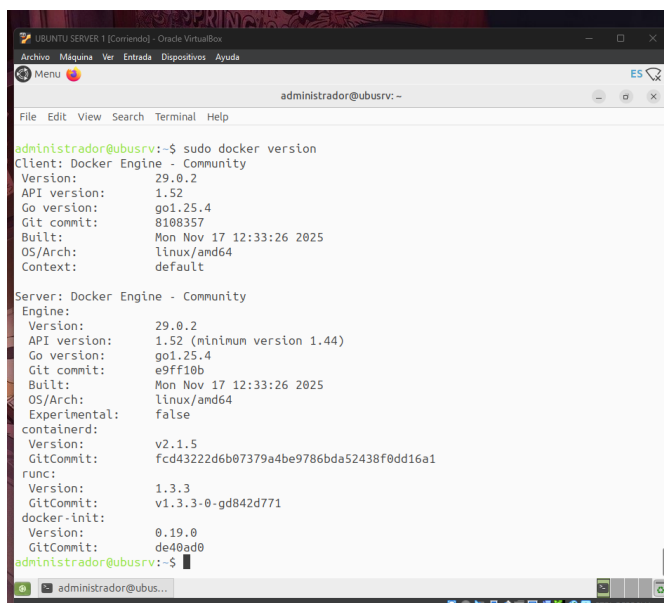 SPRING
UBUNTU SERVER 1 [Corriendo] - Oracle VirtualBox
Archivo Máquina Ver Entrada Dispositivos Ayuda
Menu ES
administrador@ubusrv: ~
File Edit View Search Terminal Help
administrador@ubusrv:~$ sudo docker version
Client: Docker Engine - Community
Version: 29.0.2
API version: 1.52
Go version: go1.25.4
Git commit: 8108357
Built: Mon Nov 17 12:33:26 2025
OS/Arch: linux/amd64
Context: default
Server: Docker Engine - Community
Engine:
Version: 29.0.2
API version: 1.52 (minimum version 1.44)
Go version: go1.25.4
Git commit: e9ff10b
Built: Mon Nov 17 12:33:26 2025
OS/Arch: linux/amd64
Experimental: false
containerd:
Version: v2.1.5
GitCommit: fcd43222d6b07379a4be9786bda52438f0dd16a1
runc:
Version: 1.3.3
GitCommit: v1.3.3-0-gd842d771
docker-init:
Version: 0.19.0
GitCommit: de40ad0
administrador@ubusrv:~$
administrador@ubus...